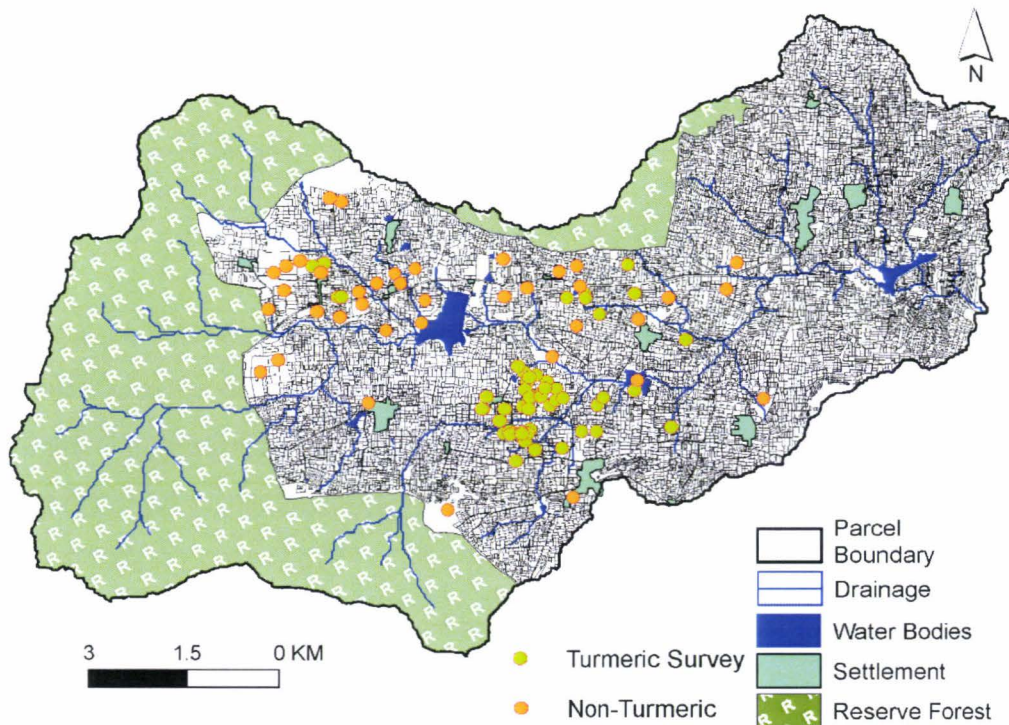 N
3 1.5 0 KM
Turmeric Survey
Non-Turmeric
Parcel
Boundary
Drainage
Water Bodies
Settlement
Reserve Forest